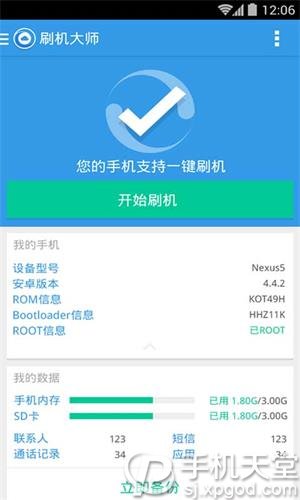 12:06
刷机大师
您的手机支持一键刷机
开始刷机
我的手机
设备型号 Nexus5
安卓版本 4.4.2
ROM信息 KOT49H
Bootloader信息 HHZ11K
ROOT信息 已ROOT
我的数据
手机内存 已用 1.80G/3.00G
SD卡 已用 1.80G/3.00G
联系人 123 短信 123
通话记录 34 应用 34
立即备份
手机天堂
sj.xpgod.com